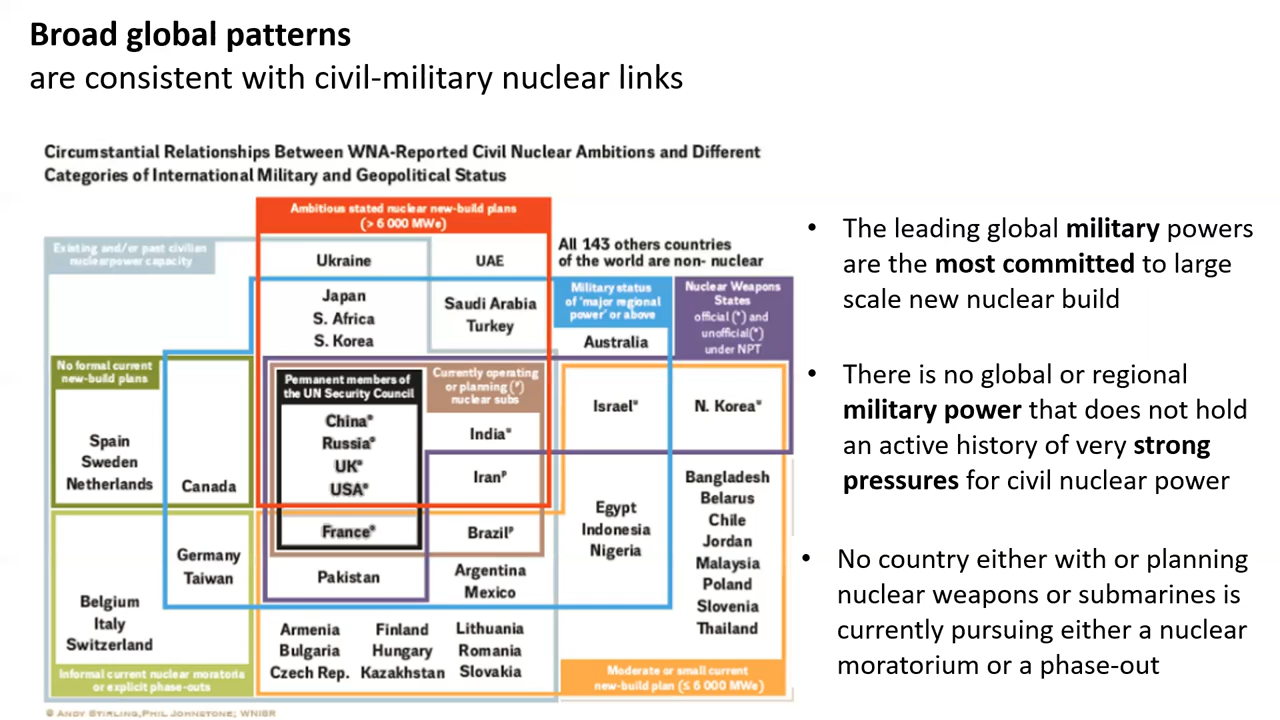 Broad global patterns
are consistent with civil-military nuclear links
Circumstantial Relationships Between WNA-Reported Civil Nuclear Ambitions and Different
Categories of International Military and Geopolitical Status
Ambitious stated nuclear new-build plans
(> 6 000 MWe)
Existing and/or past civilian
nuclearpower capacity
Ukraine
UAE
All 143 others countries
of the world are non- nuclear
Japan
S. Africa
S. Korea
Saudi Arabia
Turkey
Military status
of 'major regional
power' or above
Australia
Nuclear Weapons
States
official (*) and
unofficial(*)
under NPT
No formal current
new-build plans
Spain
Sweden
Netherlands
Canada
Permanent members of
the UN Security Council
China*
Russia*
UK*
USA*
France*
Currently operating
or planning (P)
nuclear subs
India*
IranP
BrazilP
Israel*
N. Korea*
Egypt
Indonesia
Nigeria
Bangladesh
Belarus
Chile
Jordan
Malaysia
Poland
Slovenia
Thailand
Germany
Taiwan
Pakistan
Argentina
Mexico
Belgium
Italy
Switzerland
Armenia
Bulgaria
Czech Rep.
Finland
Hungary
Kazakhstan
Lithuania
Romania
Slovakia
Informal current nuclear moratoria
or explicit phase-outs
Moderate or small current
new-build plan (≤ 6 000 MWe)
© ANDY STIRLING,PHIL JOHNSTONE; WNISR
• The leading global military powers
are the most committed to large
scale new nuclear build
• There is no global or regional
military power that does not hold
an active history of very strong
pressures for civil nuclear power
• No country either with or planning
nuclear weapons or submarines is
currently pursuing either a nuclear
moratorium or a phase-out